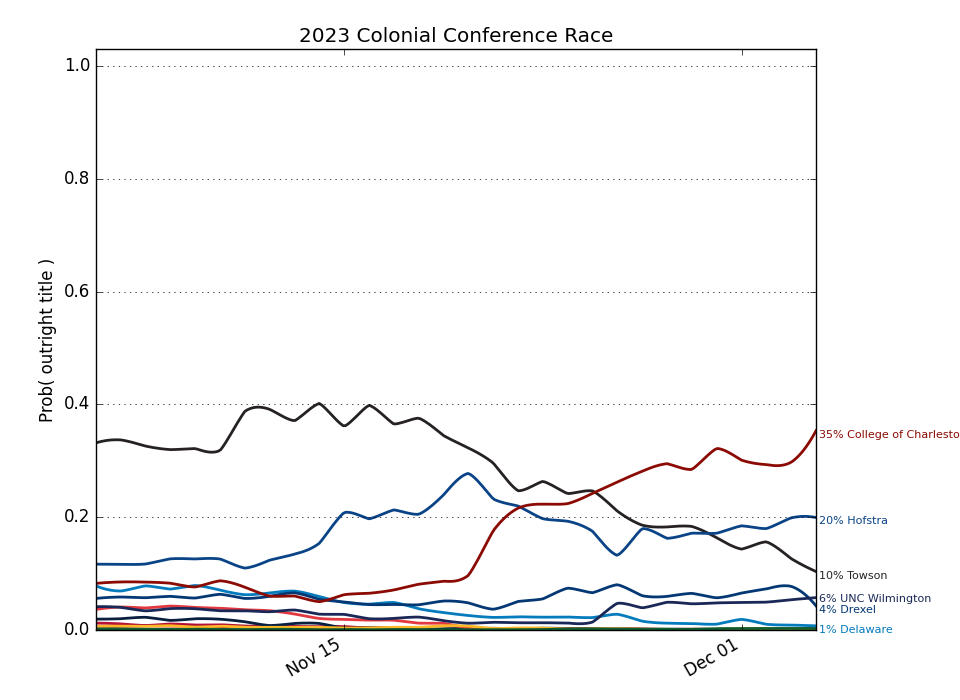 2023 Colonial Conference Race
Prob( outright title )
1.0
0.8
0.6
0.4
0.2
0.0
Nov 15
Dec 01
35% College of Charlesto
20% Hofstra
10% Towson
6% UNC Wilmington
4% Drexel
1% Delaware